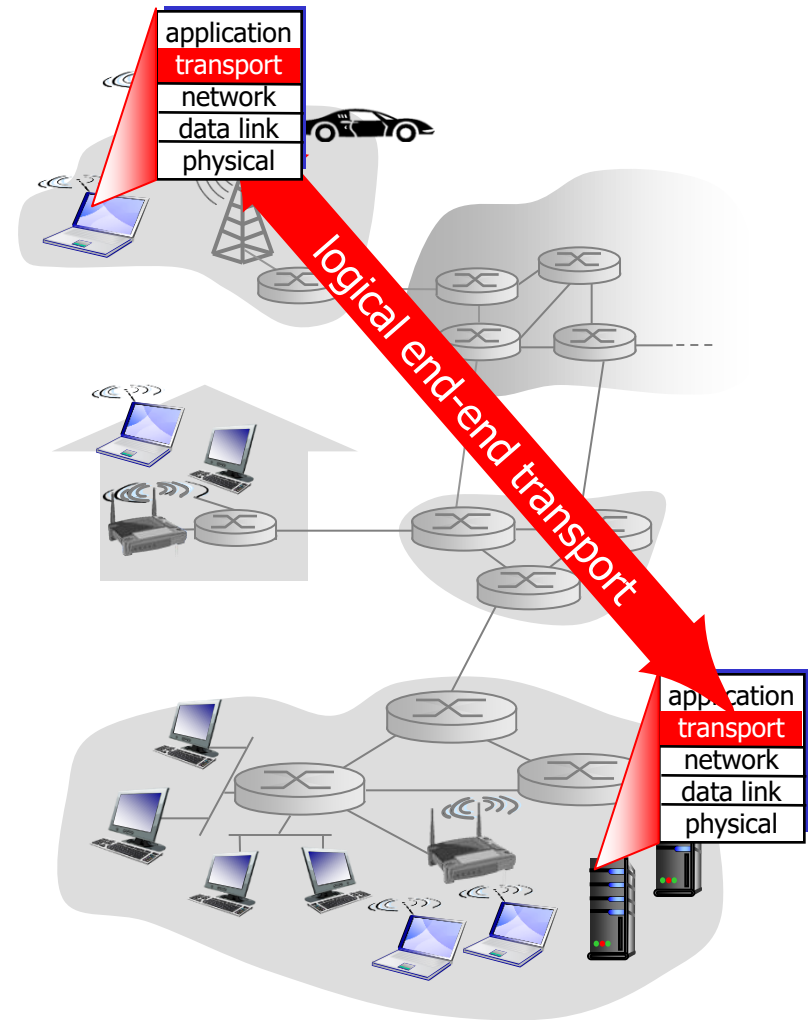 application
transport
network
data link
physical
logical end-end transport
application
transport
network
data link
physical